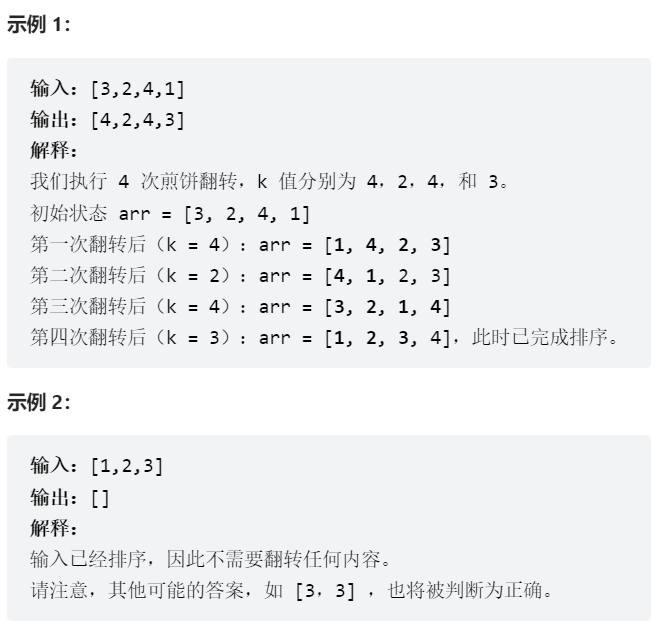 示例 1：
输入：[3,2,4,1]
输出：[4,2,4,3]
解释：
我们执行 4 次煎饼翻转，k 值分别为 4，2，4，和 3。
初始状态 arr = [3, 2, 4, 1]
第一次翻转后（k = 4）：arr = [1, 4, 2, 3]
第二次翻转后（k = 2）：arr = [4, 1, 2, 3]
第三次翻转后（k = 4）：arr = [3, 2, 1, 4]
第四次翻转后（k = 3）：arr = [1, 2, 3, 4]，此时已完成排序。
示例 2：
输入：[1,2,3]
输出：[]
解释：
输入已经排序，因此不需要翻转任何内容。
请注意，其他可能的答案，如 [3，3] ，也将被判断为正确。